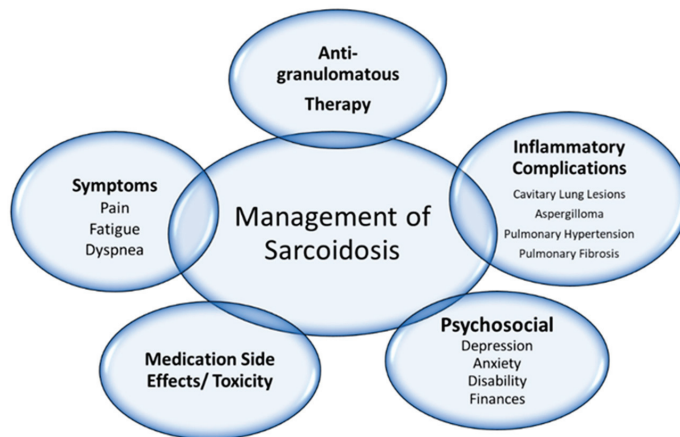 Anti-
granulomatous
Therapy
Inflammatory
Complications
Cavitary Lung Lesions
Aspergilloma
Pulmonary Hypertension
Pulmonary Fibrosis
Symptoms
Pain
Fatigue
Dyspnea
Management of
Sarcoidosis
Psychosocial
Depression
Anxiety
Disability
Finances
Medication Side
Effects/ Toxicity